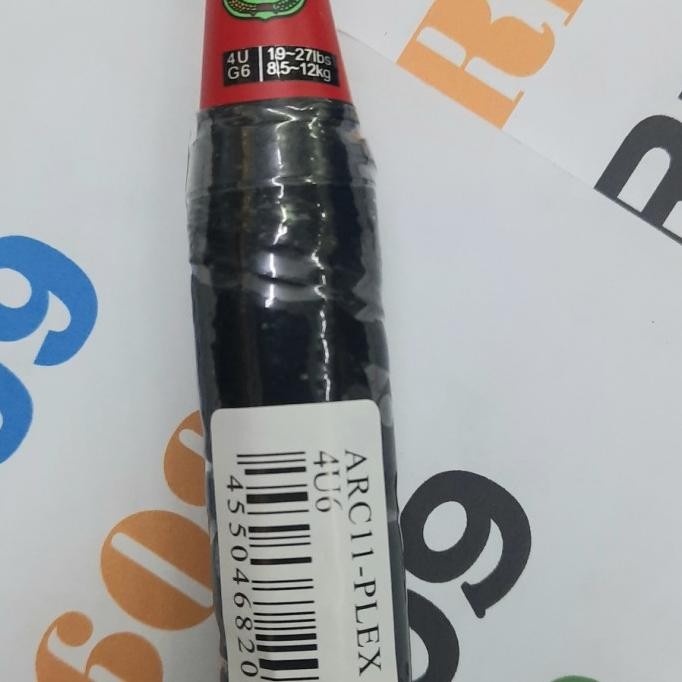 4U 19~27lbs
G6 8.5~12kg
ARC11-PLEX
4U6
455046820